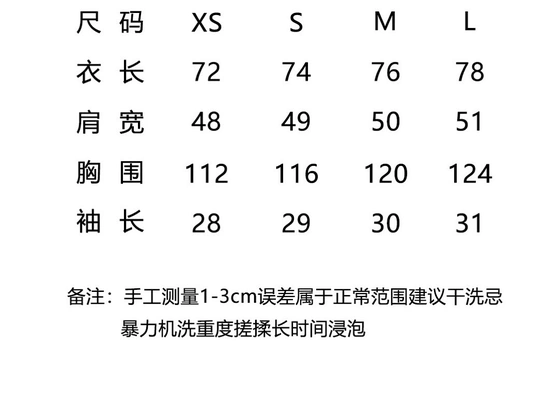 尺 码 XS S M L
衣 长 72 74 76 78
肩 宽 48 49 50 51
胸 围 112 116 120 124
袖 长 28 29 30 31
备注：手工测量1-3cm误差属于正常范围建议干洗忌
暴力机洗重度搓揉长时间浸泡